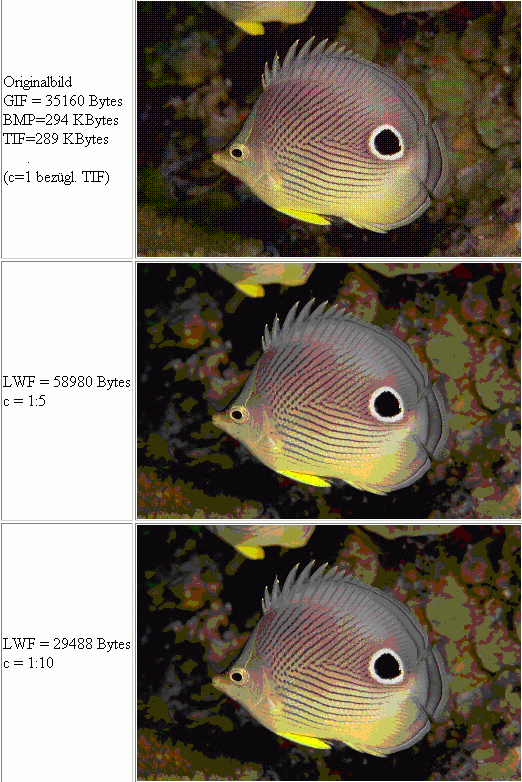 Originalbild
GIF = 35160 Bytes
BMP=294 KBytes
TIF=289 KBytes
.
(c=1 bezügl. TIF)
LWF = 58980 Bytes
c = 1:5
LWF = 29488 Bytes
c = 1:10